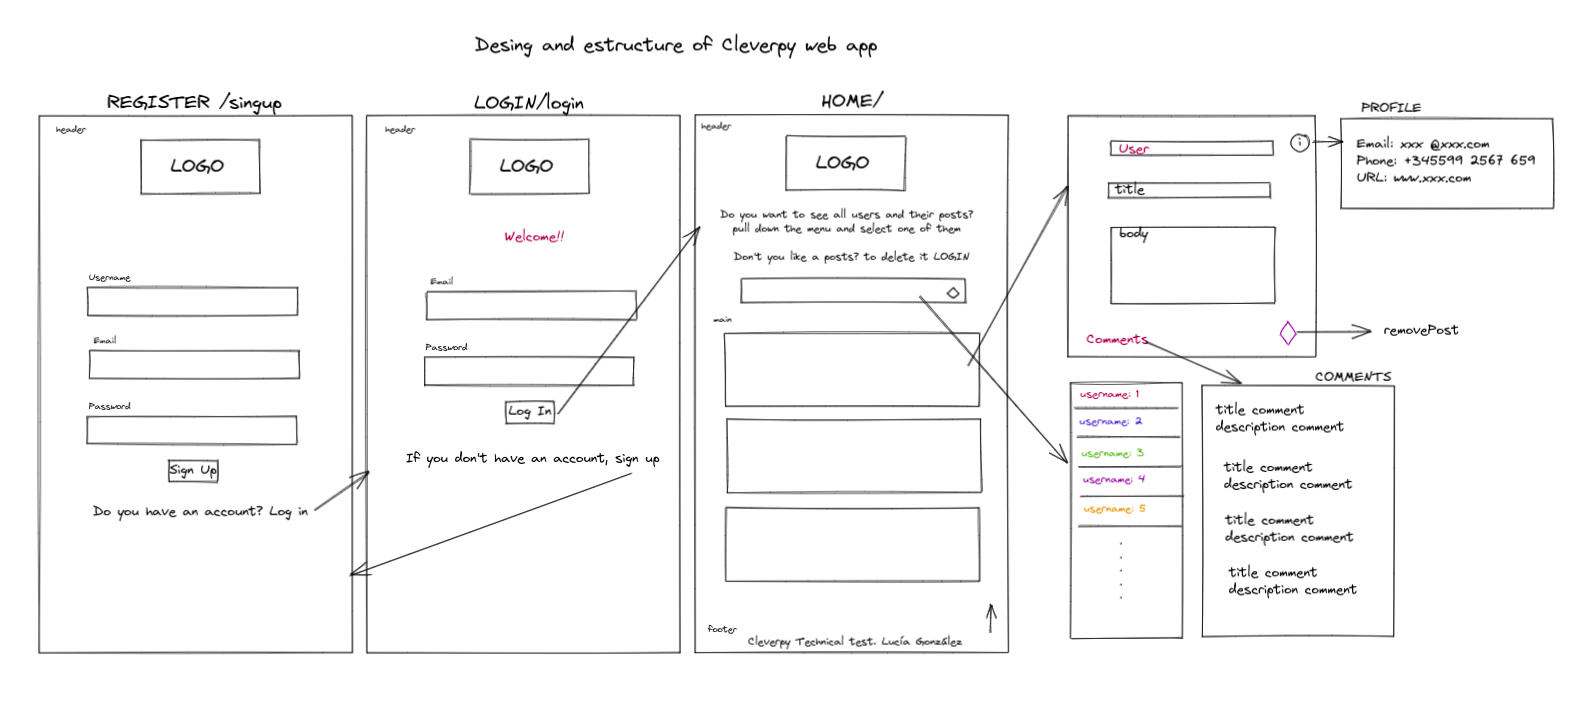 Desing and estructure of Cleverpy web app
REGISTER /singup
header
LOGO
Username
Email
Password
Sign Up
Do you have an account? Log in
LOGIN/login
header
LOGO
Welcome!!
Email
Password
Log In
If you don't have an account, sign up
HOME/
header
LOGO
Do you want to see all users and their posts?
pull down the menu and select one of them
Don't you like a posts? to delete it LOGIN
main
footer
Cleverpy Technical test. Lucía González
User
i
title
body
Comments
removePost
PROFILE
Email: xxx @xxx.com
Phone: +345599 2567 659
URL: www.xxx.com
username: 1
username: 2
username: 3
username: 4
username: 5
COMMENTS
title comment
description comment
title comment
description comment
title comment
description comment
title comment
description comment